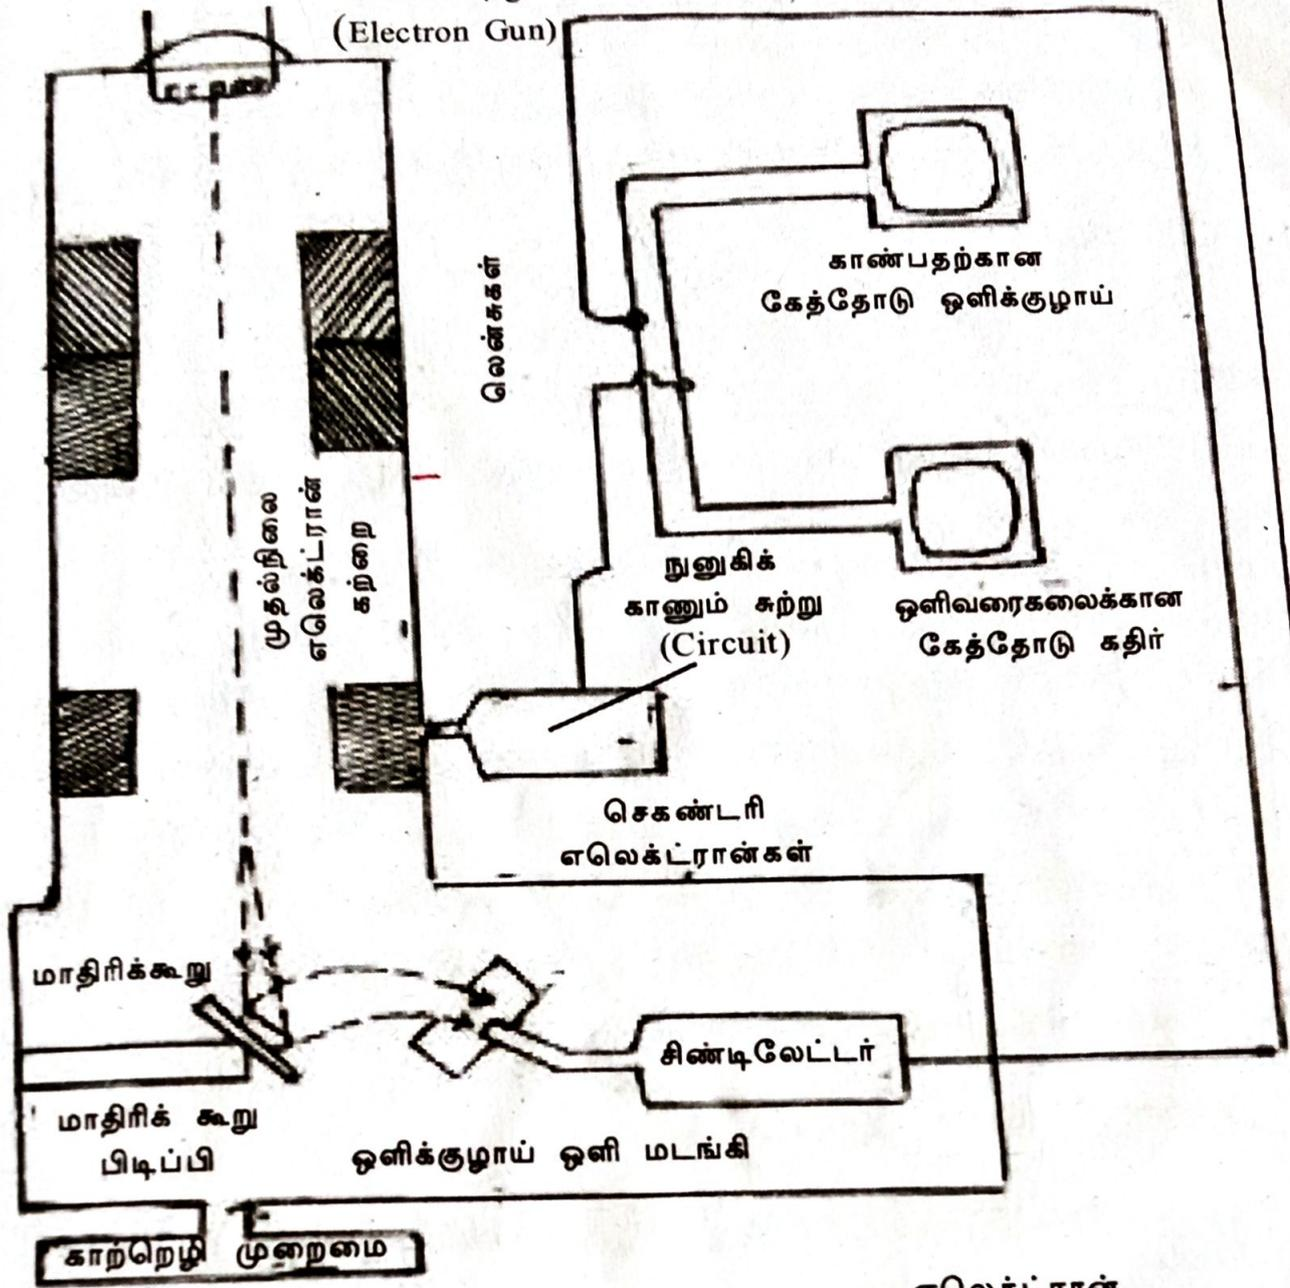 (Electron Gun)
காண்பதற்கான
கேத்தோடு ஒளிக்குழாய்
லென்சுகள்
முதல்நிலை
எலெக்ட்ரான்
கற்றை
நுனுகிக்
காணும் சுற்று
(Circuit)
ஒளிவரைகலைக்கான
கேத்தோடு கதிர்
செகண்டரி
எலெக்ட்ரான்கள்
மாதிரிக்கூறு
சிண்டிலேட்டர்
மாதிரிக் கூறு
பிடிப்பி
ஒளிக்குழாய் ஒளி மடங்கி
காற்றெழி முறைமை